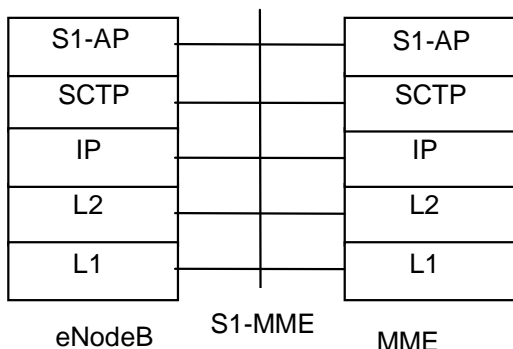 S1-AP S1-AP
SCTP SCTP
IP IP
L2 L2
L1 L1
eNodeB S1-MME MME